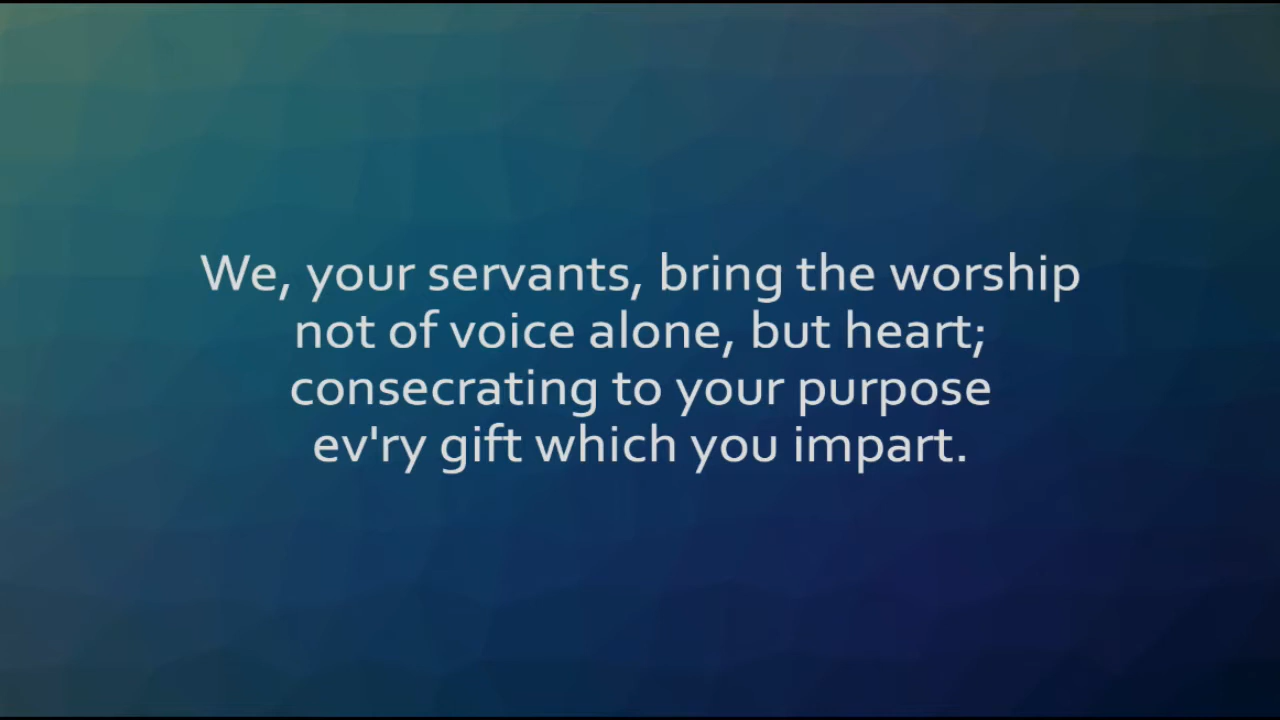 We, your servants, bring the worship
not of voice alone, but heart;
consecrating to your purpose
ev'ry gift which you impart.